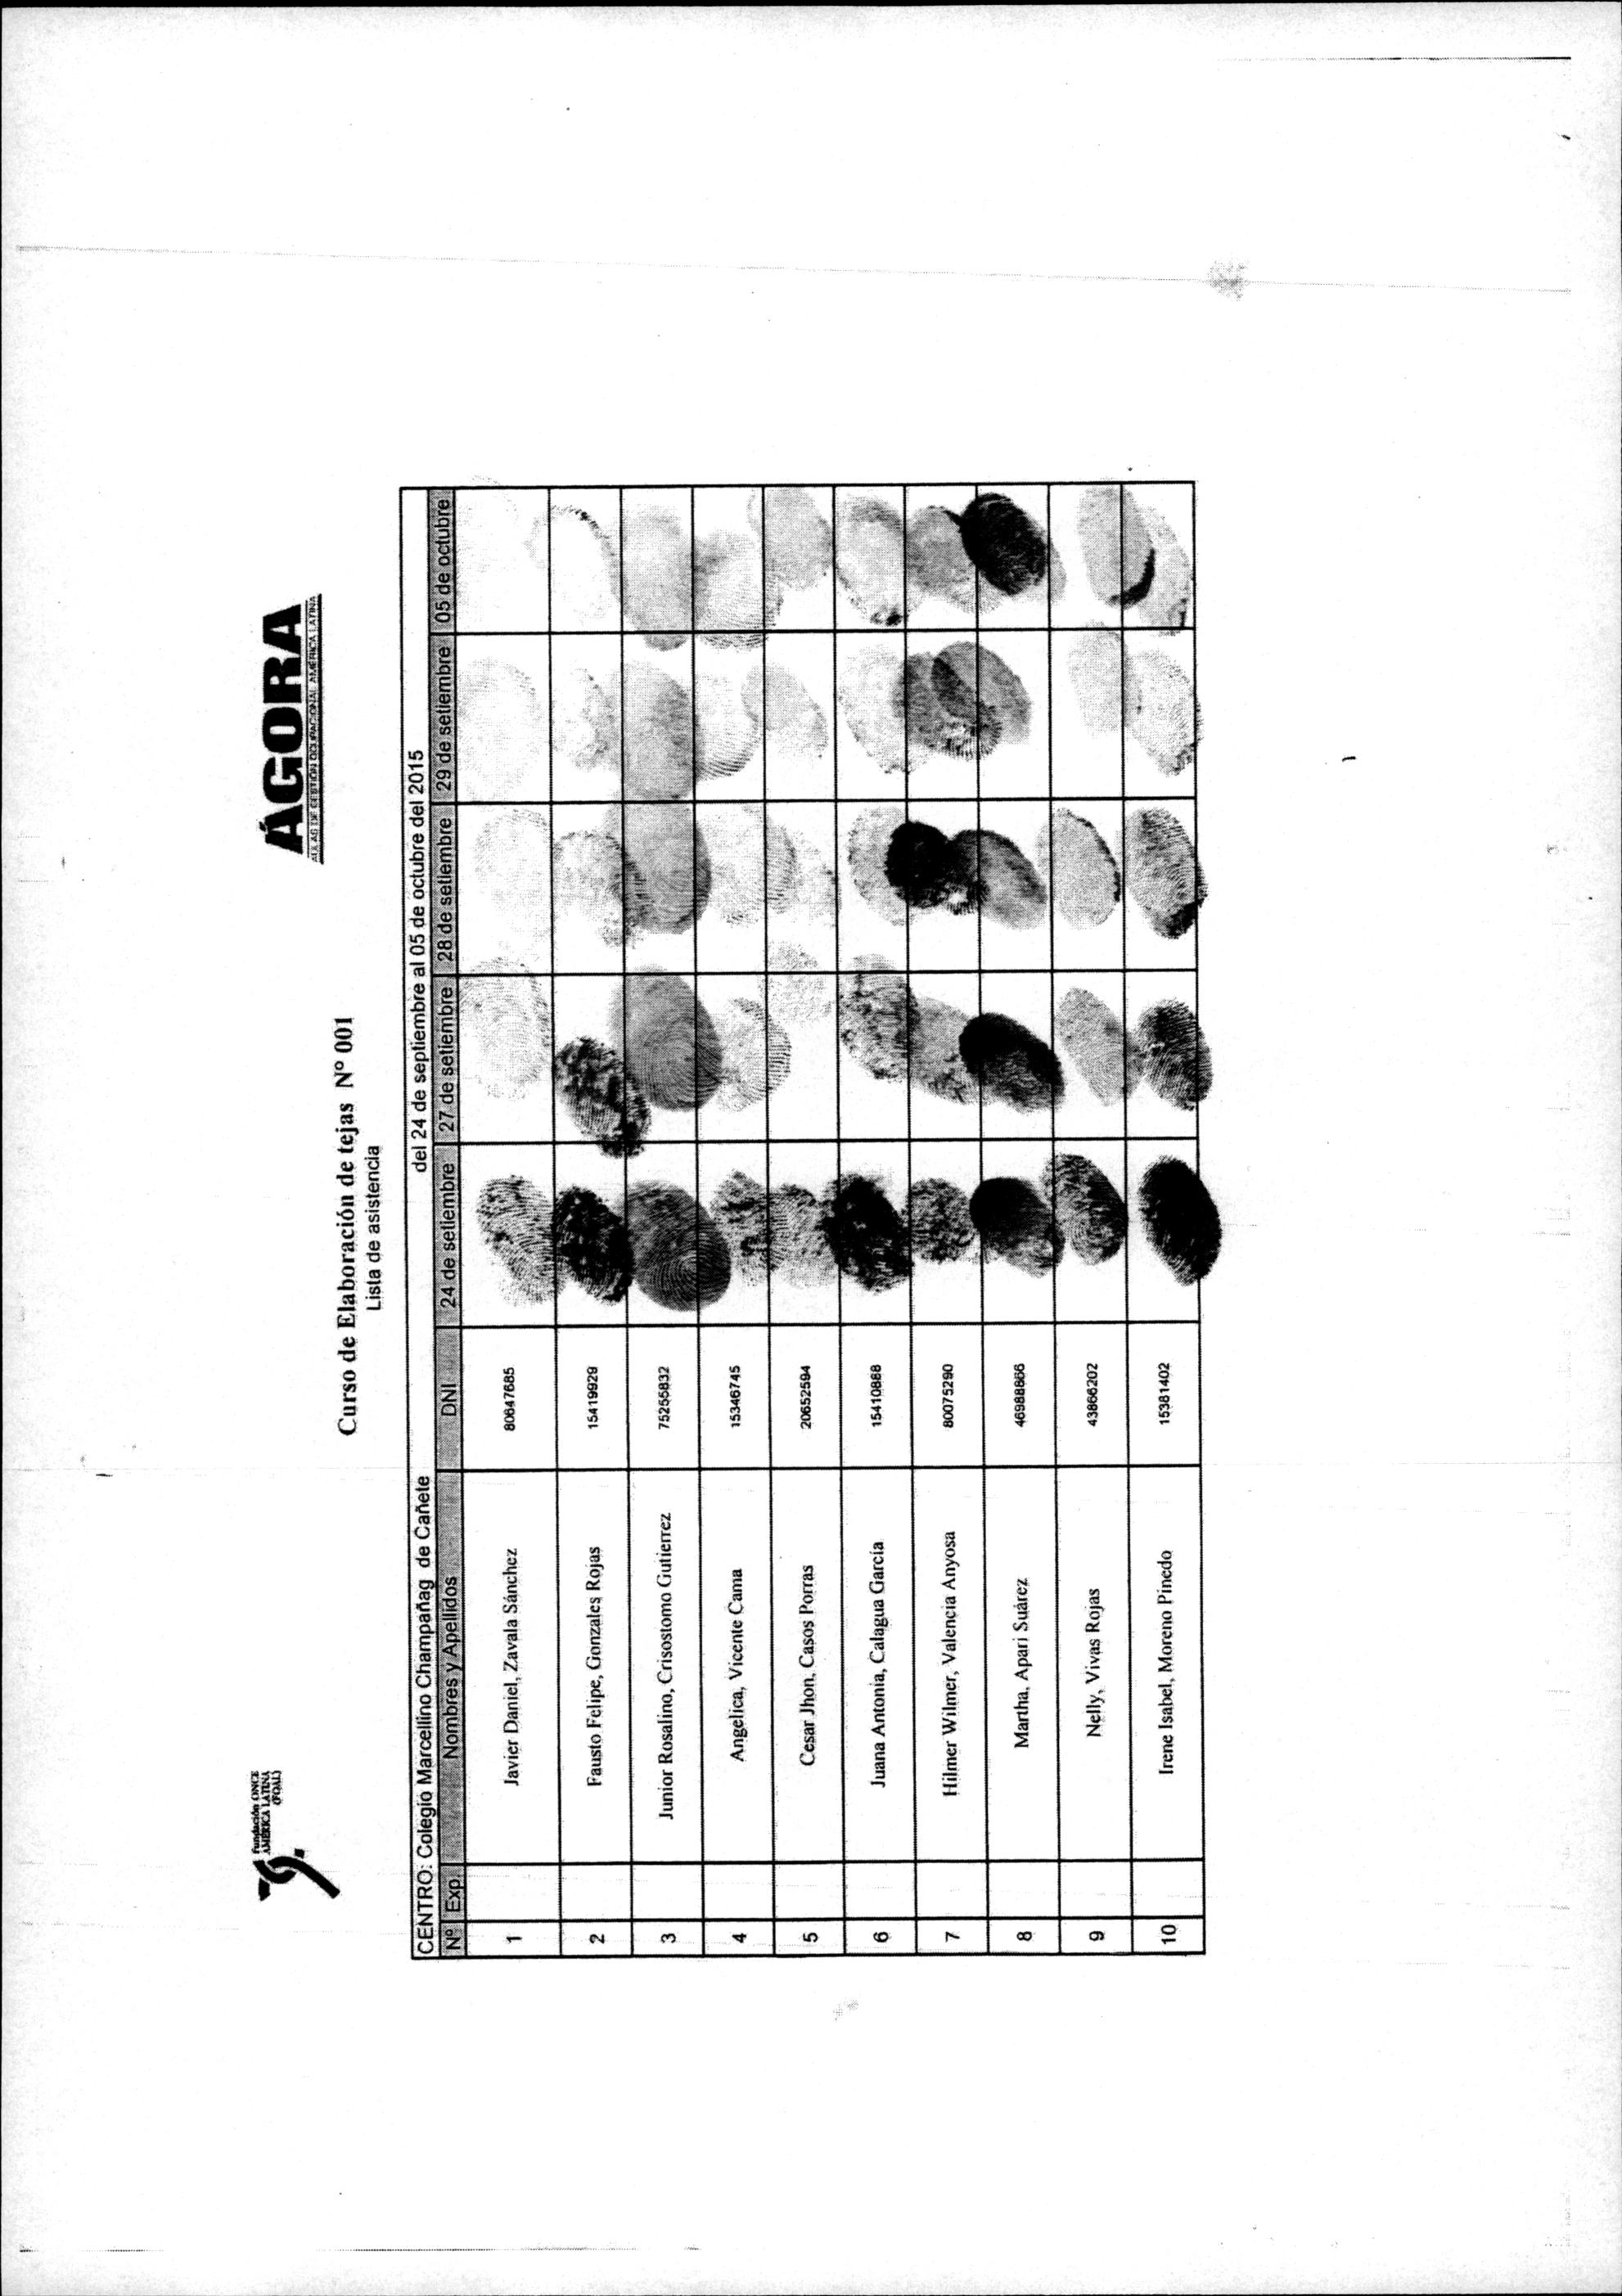 Fundación ONCE
AMÉRICA LATINA
(FOAL)
ÁGORA
AULAS DE GESTIÓN OCUPACIONAL AMÉRICA LATINA
Curso de Elaboración de tejas Nº 001
Lista de asistencia
CENTRO: Colegio Marcellino Champañag de Cañete del 24 de septiembre al 05 de octubre del 2015
Nº Exp. Nombres y Apellidos DNI 24 de setiembre 27 de setiembre 28 de setiembre 29 de setiembre 05 de octubre
1 Javier Daniel, Zavala Sánchez 80647685
2 Fausto Felipe, Gonzales Rojas 15419929
3 Junior Rosalino, Crisostomo Gutierrez 75255832
4 Angelica, Vicente Cama 15346745
5 Cesar Jhon, Casos Porras 20652594
6 Juana Antonia, Calagua García 15410888
7 Hilmer Wilmer, Valencia Anyosa 80075290
8 Martha, Apari Suárez 46988866
9 Nelly, Vivas Rojas 43866202
10 Irene Isabel, Moreno Pinedo 15381402